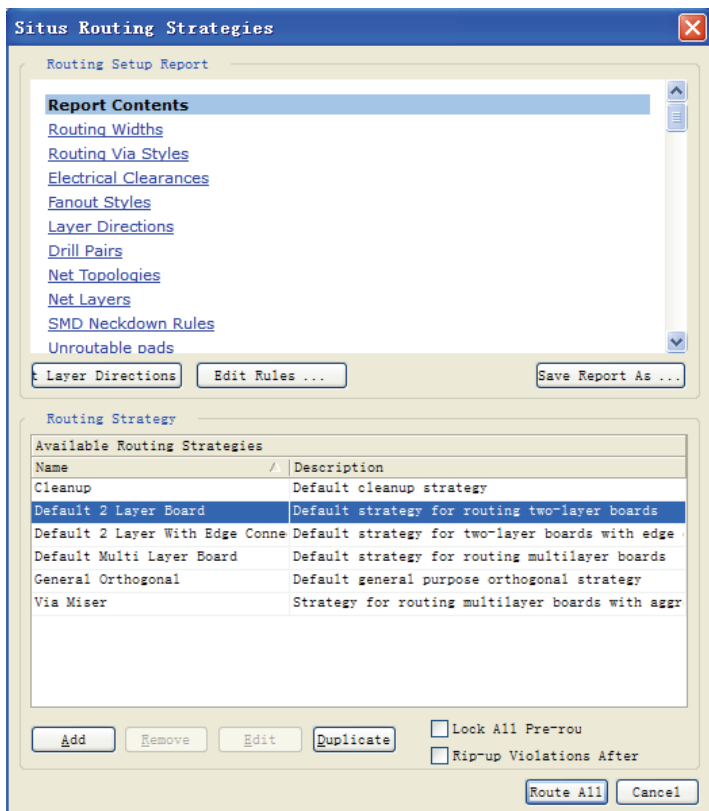 Situs Routing Strategies
Routing Setup Report
Report Contents
Routing Widths
Routing Via Styles
Electrical Clearances
Fanout Styles
Layer Directions
Drill Pairs
Net Topologies
Net Layers
SMD Neckdown Rules
Unroutable pads
t Layer Directions Edit Rules ... Save Report As ...
Routing Strategy
Available Routing Strategies
Name Description
Cleanup Default cleanup strategy
Default 2 Layer Board Default strategy for routing two-layer boards
Default 2 Layer With Edge Conne Default strategy for two-layer boards with edge
Default Multi Layer Board Default strategy for routing multilayer boards
General Orthogonal Default general purpose orthogonal strategy
Via Miser Strategy for routing multilayer boards with aggr
Add Remove Edit Duplicate
Lock All Pre-rou
Rip-up Violations After
Route All Cancel